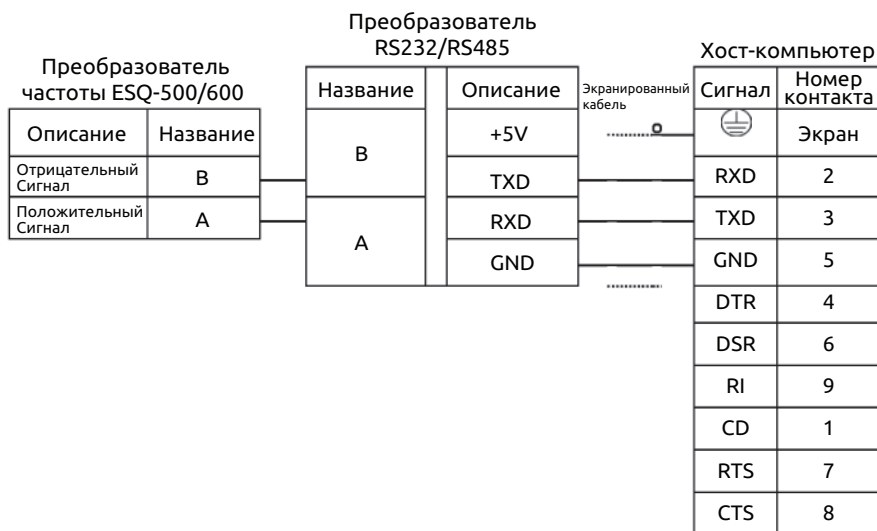 Преобразователь
частоты ESQ-500/600
Описание Название
Отрицательный
Сигнал
B
Положительный
Сигнал
A
Преобразователь
RS232/RS485
Название Описание
B
+5V
TXD
A
RXD
GND
Экранированный
кабель
Хост-компьютер
Сигнал
Номер
контакта
Экран
RXD 2
TXD 3
GND 5
DTR 4
DSR 6
RI 9
CD 1
RTS 7
CTS 8